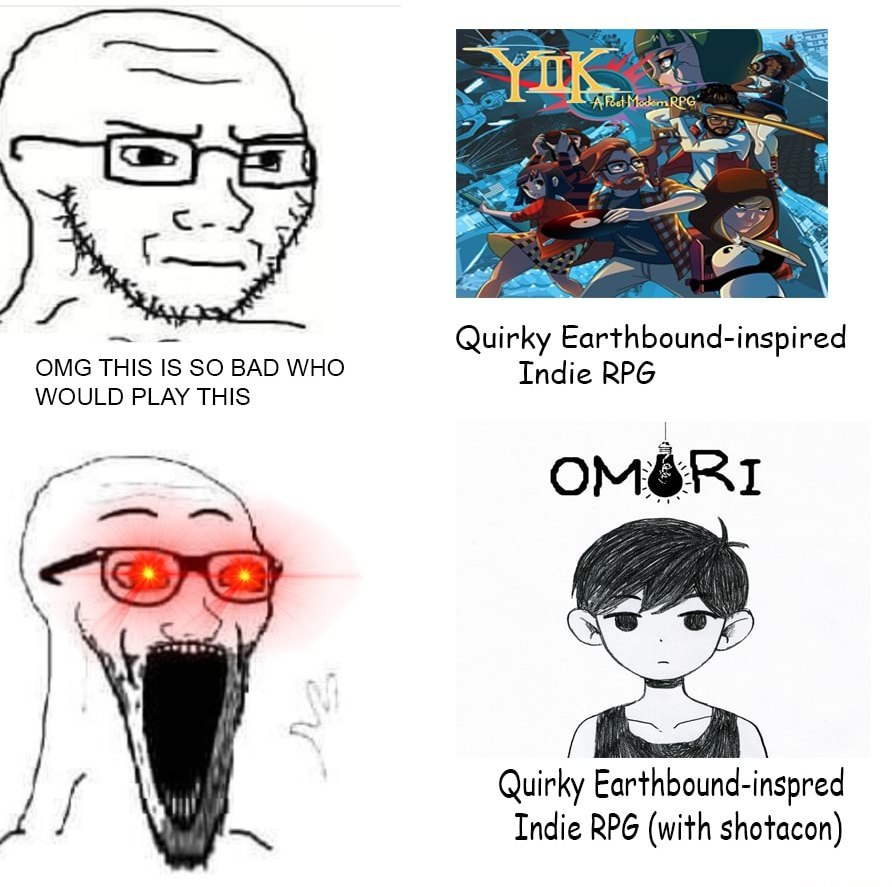 YIIK
A Post-Modern RPG
Quirky Earthbound-inspired
Indie RPG
OMG THIS IS SO BAD WHO
WOULD PLAY THIS
OMORI
Quirky Earthbound-inspred
Indie RPG (with shotacon)